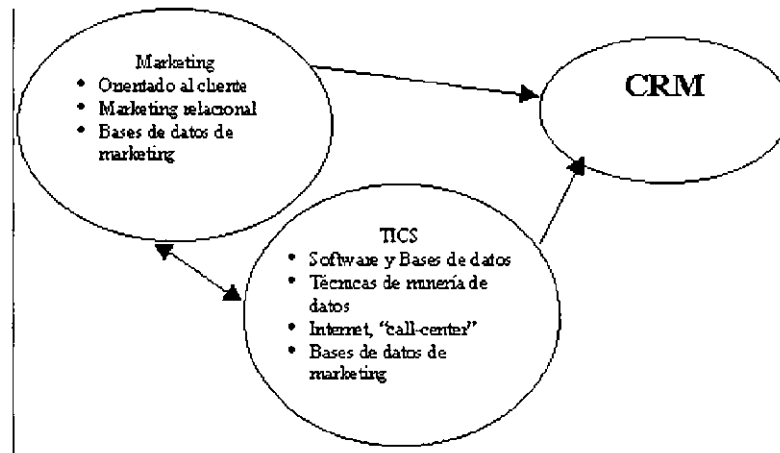 Marketing
• Orientado al cliente
• Marketing relacional
• Bases de datos de
marketing
CRM
TICS
• Software y Bases de datos
• Técnicas de minería de
datos
• Internet, “call-center”
• Bases de datos de
marketing